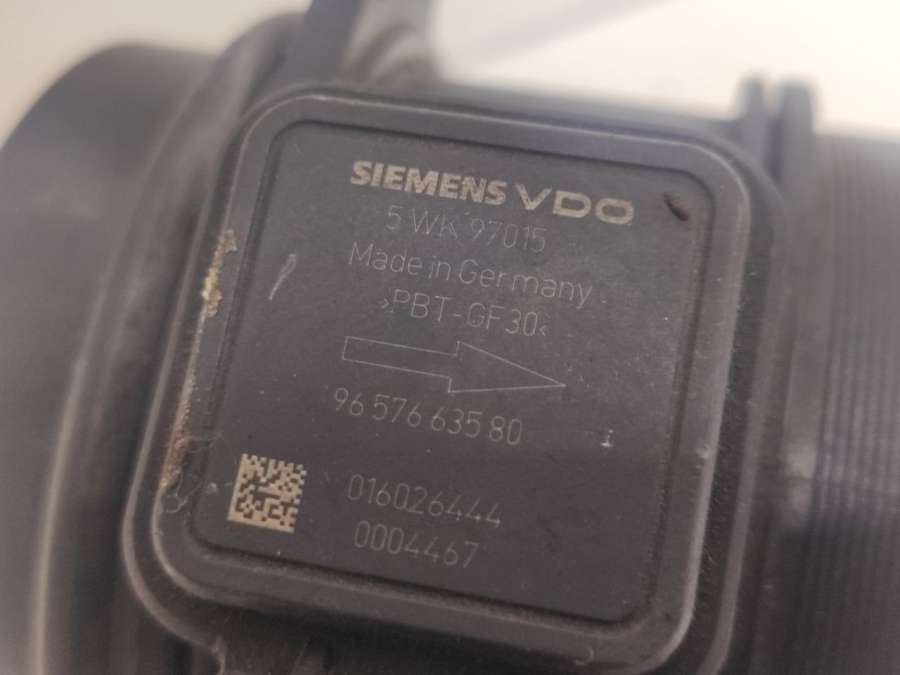 SIEMENS VDO
5 WK 97015
Made in Germany
>PBT-GF30<
96 576 635 80
016026444
0004467